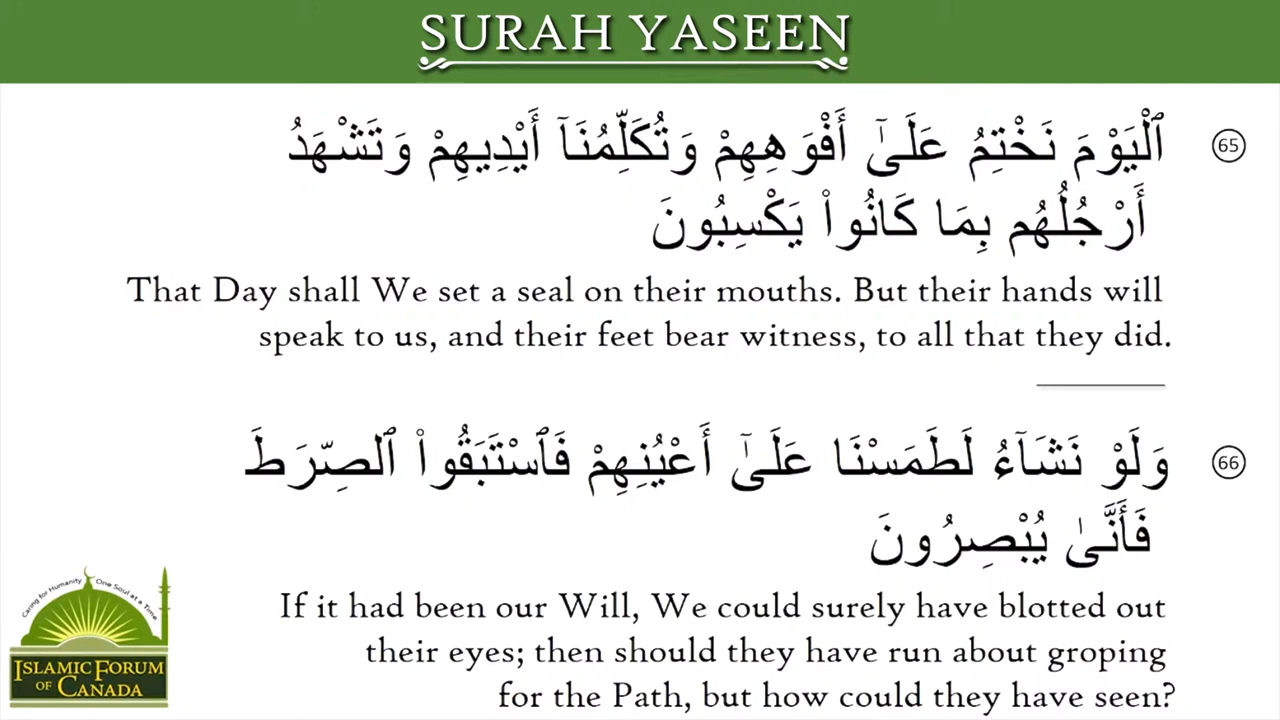 SURAH YASEEN
ٱلْيَوْمَ نَخْتِمُ عَلَىٰٓ أَفْوَهِهِمْ وَتُكَلِّمُنَآ أَيْدِيهِمْ وَتَشْهَدُ 65
أَرْجُلُهُم بِمَا كَانُوا۟ يَكْسِبُونَ
That Day shall We set a seal on their mouths. But their hands will
speak to us, and their feet bear witness, to all that they did.
وَلَوْ نَشَآءُ لَطَمَسْنَا عَلَىٰٓ أَعْيُنِهِمْ فَٱسْتَبَقُوا۟ ٱلصِّرَطَ 66
فَأَنَّىٰ يُبْصِرُونَ
If it had been our Will, We could surely have blotted out
their eyes; then should they have run about groping
for the Path, but how could they have seen?
Caring for Humanity One Soul at a Time
ISLAMIC FORUM
OF CANADA